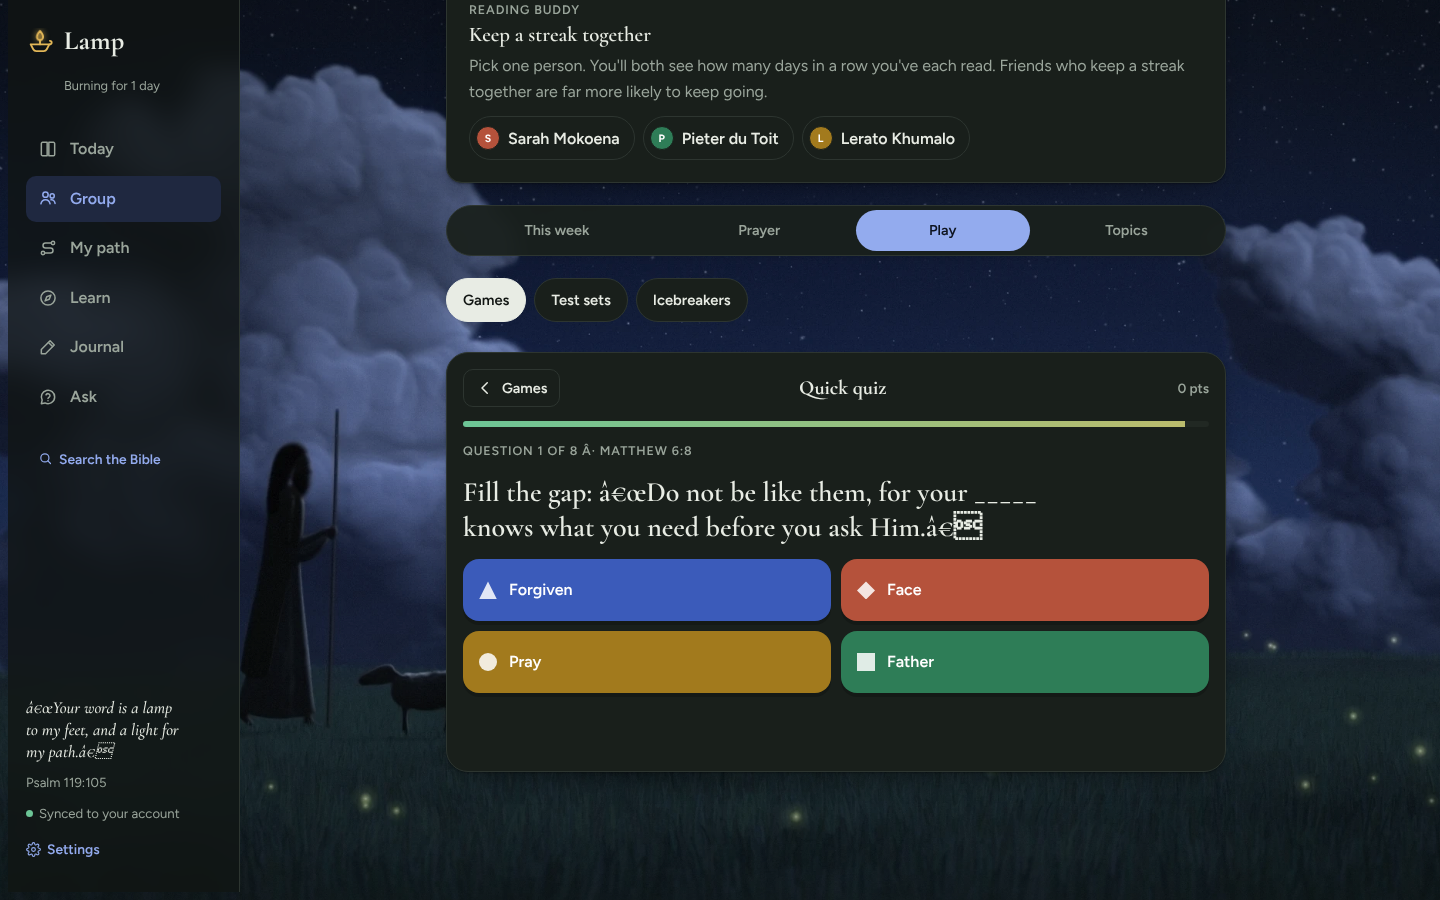 Lamp
Burning for 1 day
Today
Group
My path
Learn
Journal
Ask
Search the Bible
â€œYour word is a lamp
to my feet, and a light for
my path.â€
Psalm 119:105
Synced to your account
Settings
READING BUDDY
Keep a streak together
Pick one person. You'll both see how many days in a row you've each read. Friends who keep a streak
together are far more likely to keep going.
S Sarah Mokoena P Pieter du Toit L Lerato Khumalo
This week Prayer Play Topics
Games Test sets Icebreakers
Games Quick quiz 0 pts
QUESTION 1 OF 8 Â· MATTHEW 6:8
Fill the gap: â€œDo not be like them, for your _____
knows what you need before you ask Him.â€
Forgiven Face
Pray Father